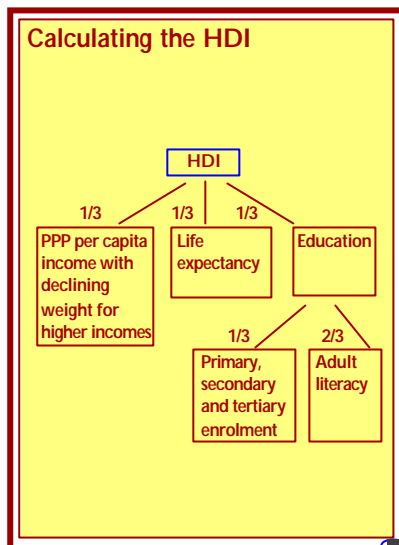 Calculating the HDI
HDI
1/3 1/3 1/3
PPP per capita
income with
declining
weight for
higher incomes
Life
expectancy
Education
1/3 2/3
Primary,
secondary
and tertiary
enrolment
Adult
literacy